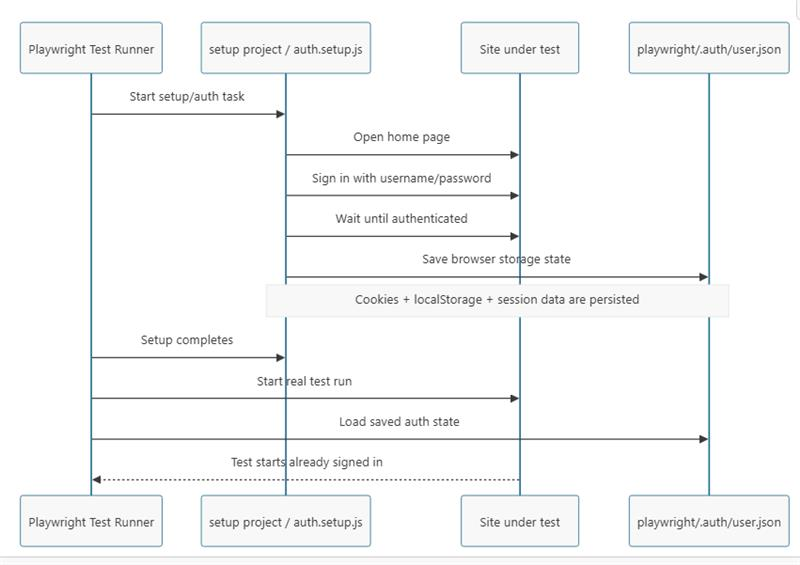 Playwright Test Runner
setup project / auth.setup.js
Site under test
playwright/.auth/user.json
Start setup/auth task
Open home page
Sign in with username/password
Wait until authenticated
Save browser storage state
Cookies + localStorage + session data are persisted
Setup completes
Start real test run
Load saved auth state
Test starts already signed in
Playwright Test Runner
setup project / auth.setup.js
Site under test
playwright/.auth/user.json